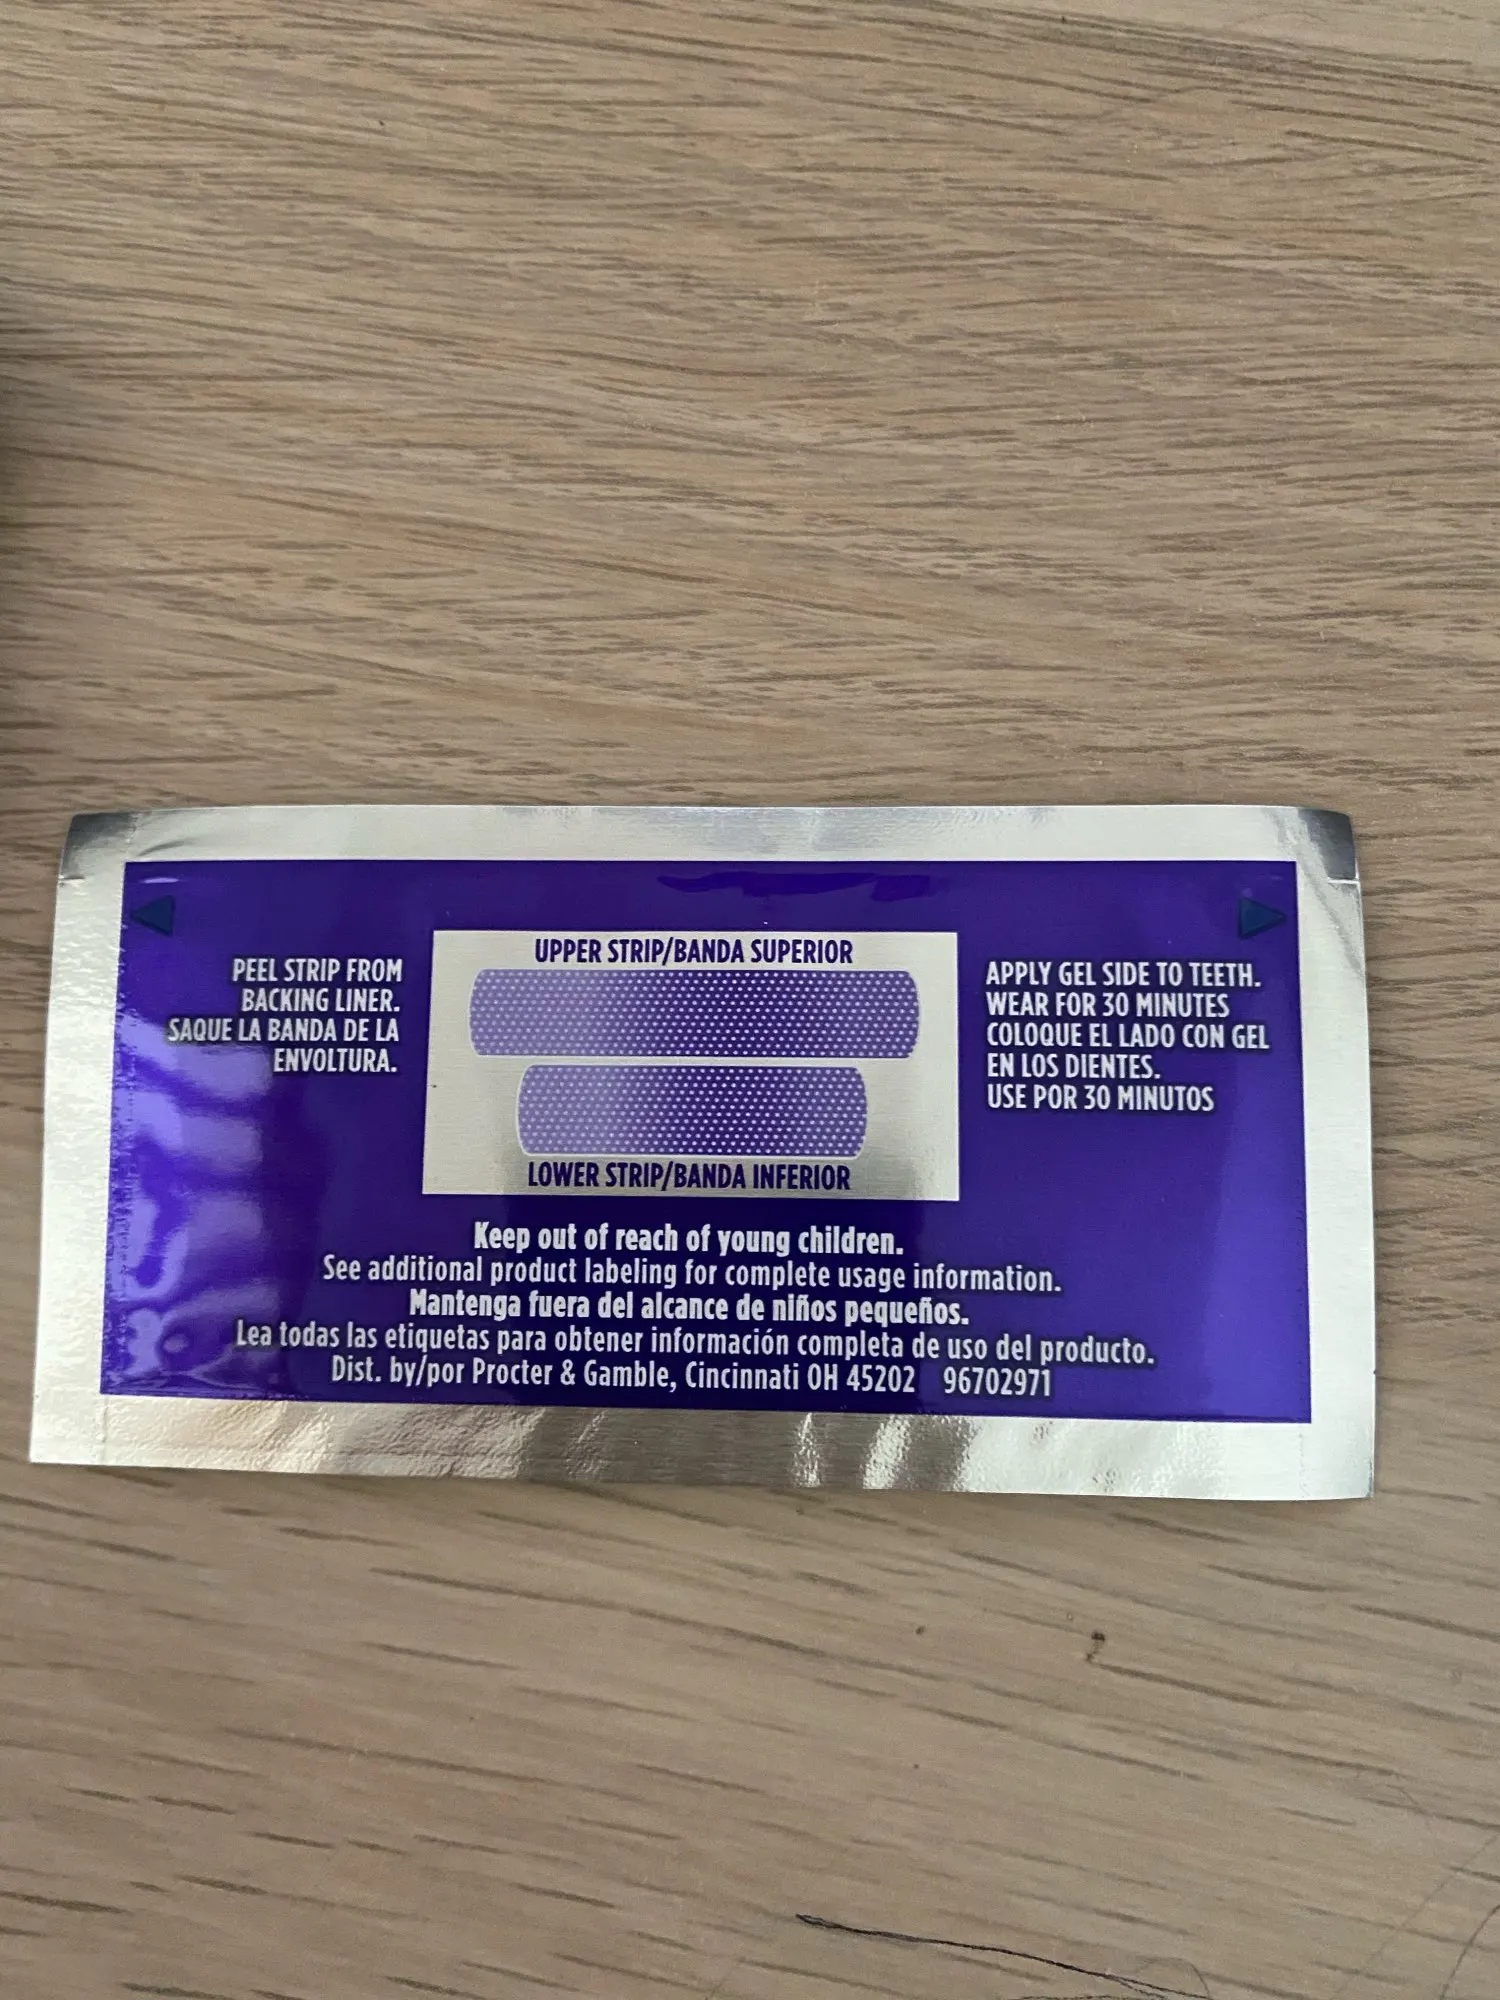 UPPER STRIP/BANDA SUPERIOR
PEEL STRIP FROM
BACKING LINER.
SAQUE LA BANDA DE LA
ENVOLTURA.
APPLY GEL SIDE TO TEETH.
WEAR FOR 30 MINUTES
COLOQUE EL LADO CON GEL
EN LOS DIENTES.
USE POR 30 MINUTOS
LOWER STRIP/BANDA INFERIOR
Keep out of reach of young children.
See additional product labeling for complete usage information.
Mantenga fuera del alcance de niños pequeños.
Lea todas las etiquetas para obtener información completa de uso del producto.
Dist. by/por Procter & Gamble, Cincinnati OH 45202 96702971